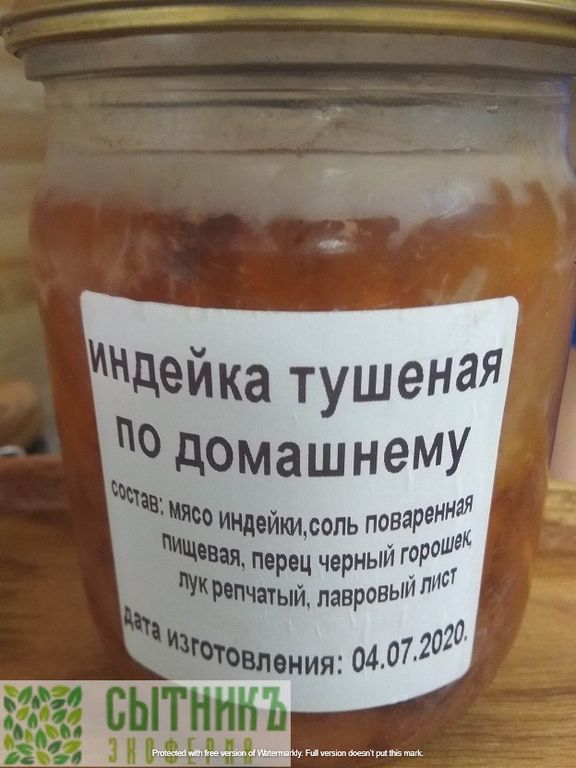 индейка тушеная
по домашнему
состав: мясо индейки,соль поваренная
пищевая, перец черный горошек,
лук репчатый, лавровый лист
дата изготовления: 04.07.2020.
СЫТНИКЪ
ЭКОФЕРМА
Protected with free version of Watermarkly. Full version doesn't put this mark.